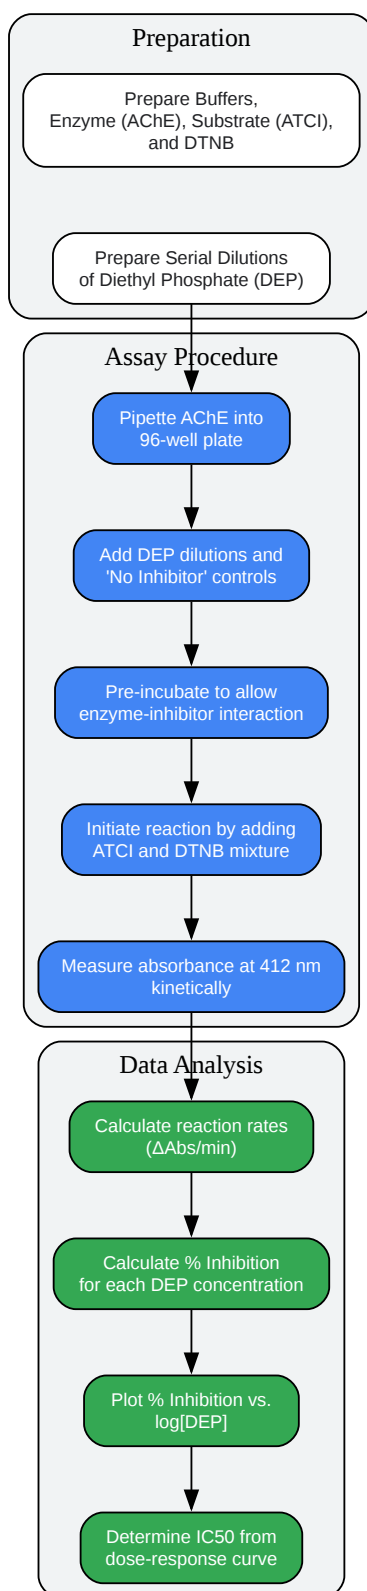 Preparation
Prepare Buffers,
Enzyme (AChE), Substrate (ATCI),
and DTNB
Prepare Serial Dilutions
of Diethyl Phosphate (DEP)
Assay Procedure
Pipette AChE into
96-well plate
Add DEP dilutions and
'No Inhibitor' controls
Pre-incubate to allow
enzyme-inhibitor interaction
Initiate reaction by adding
ATCI and DTNB mixture
Measure absorbance at 412 nm
kinetically
Data Analysis
Calculate reaction rates
(ΔAbs/min)
Calculate % Inhibition
for each DEP concentration
Plot % Inhibition vs.
log[DEP]
Determine IC50 from
dose-response curve